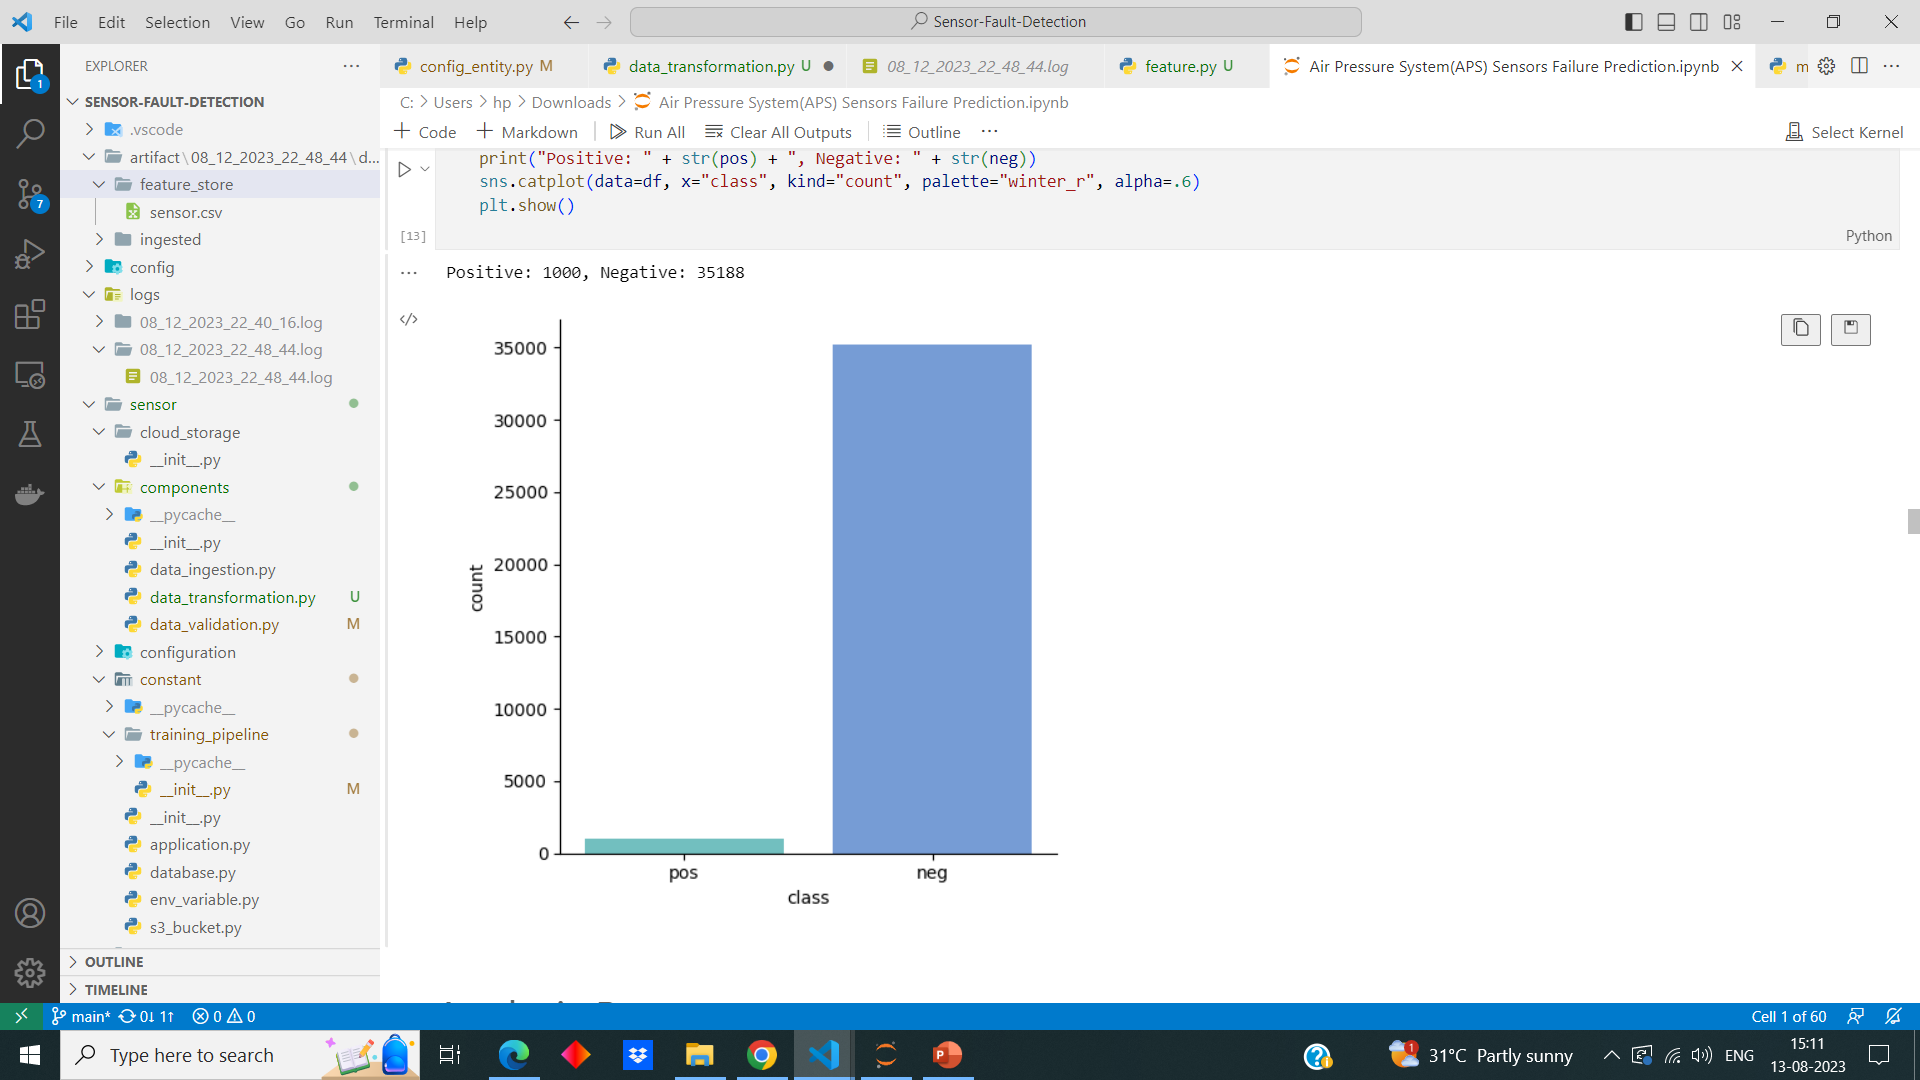 File Edit Selection View Go Run Terminal Help
Sensor-Fault-Detection
EXPLORER
config_entity.py M
data_transformation.py U
08_12_2023_22_48_44.log
feature.py U
Air Pressure System(APS) Sensors Failure Prediction.ipynb
C: > Users > hp > Downloads > Air Pressure System(APS) Sensors Failure Prediction.ipynb
+ Code + Markdown Run All Clear All Outputs Outline ...
Select Kernel
1
7
SENSOR-FAULT-DETECTION
.vscode
artifact\08_12_2023_22_48_44\d...
feature_store
sensor.csv
ingested
config
logs
08_12_2023_22_40_16.log
08_12_2023_22_48_44.log
08_12_2023_22_48_44.log
sensor
cloud_storage
__init__.py
components
__pycache__
__init__.py
data_ingestion.py
data_transformation.py U
data_validation.py M
configuration
constant
__pycache__
training_pipeline
__pycache__
__init__.py M
__init__.py
application.py
database.py
env_variable.py
s3_bucket.py
OUTLINE
TIMELINE
print("Positive: " + str(pos) + ", Negative: " + str(neg))
sns.catplot(data=df, x="class", kind="count", palette="winter_r", alpha=.6)
plt.show()
[13]
Python
Positive: 1000, Negative: 35188
35000
30000
25000
20000
15000
10000
5000
0
count
pos
neg
class
main* 0↓ 1↑ 0 0
Cell 1 of 60
Type here to search
1
31°C Partly sunny
ENG
15:11
13-08-2023